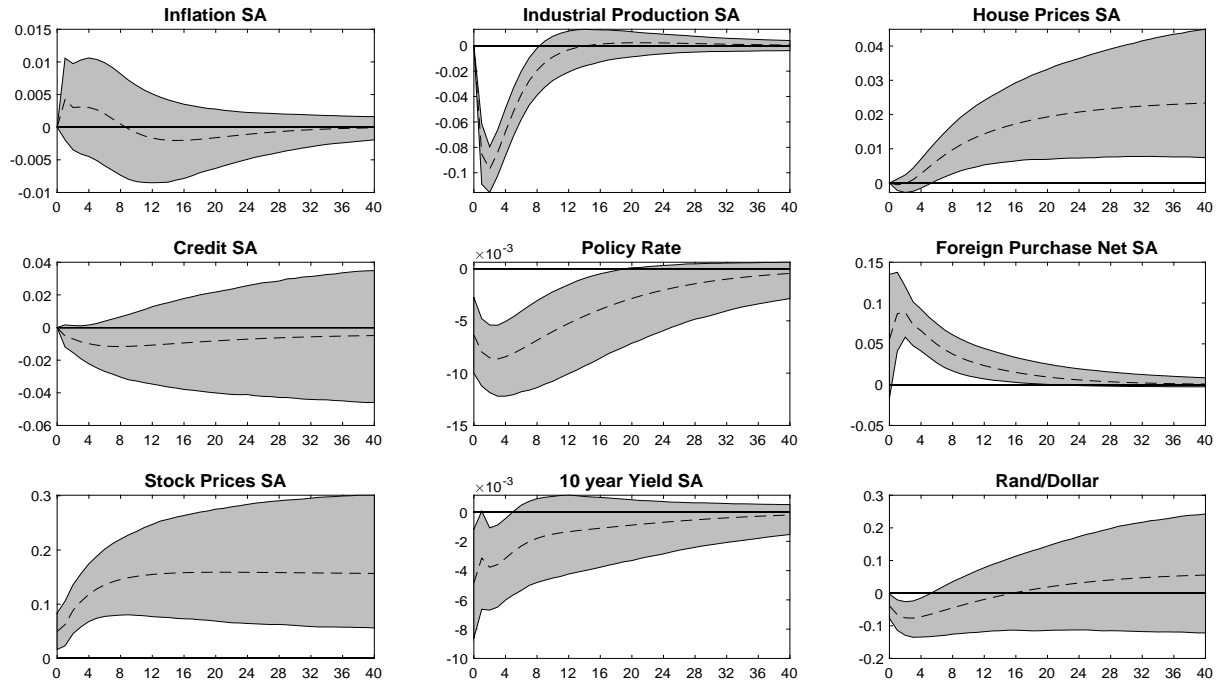 Inflation SA
0.015
0.01
0.005
0
-0.005
-0.01
0 4 8 12 16 20 24 28 32 36 40
Industrial Production SA
0
-0.02
-0.04
-0.06
-0.08
-0.1
0 4 8 12 16 20 24 28 32 36 40
House Prices SA
0.04
0.03
0.02
0.01
0
0 4 8 12 16 20 24 28 32 36 40
Credit SA
0.04
0.02
0
-0.02
-0.04
-0.06
0 4 8 12 16 20 24 28 32 36 40
Policy Rate
×10-3
0
-5
-10
-15
0 4 8 12 16 20 24 28 32 36 40
Foreign Purchase Net SA
0.15
0.1
0.05
0
-0.05
0 4 8 12 16 20 24 28 32 36 40
Stock Prices SA
0.3
0.2
0.1
0
0 4 8 12 16 20 24 28 32 36 40
10 year Yield SA
×10-3
0
-2
-4
-6
-8
-10
0 4 8 12 16 20 24 28 32 36 40
Rand/Dollar
0.3
0.2
0.1
0
-0.1
-0.2
0 4 8 12 16 20 24 28 32 36 40